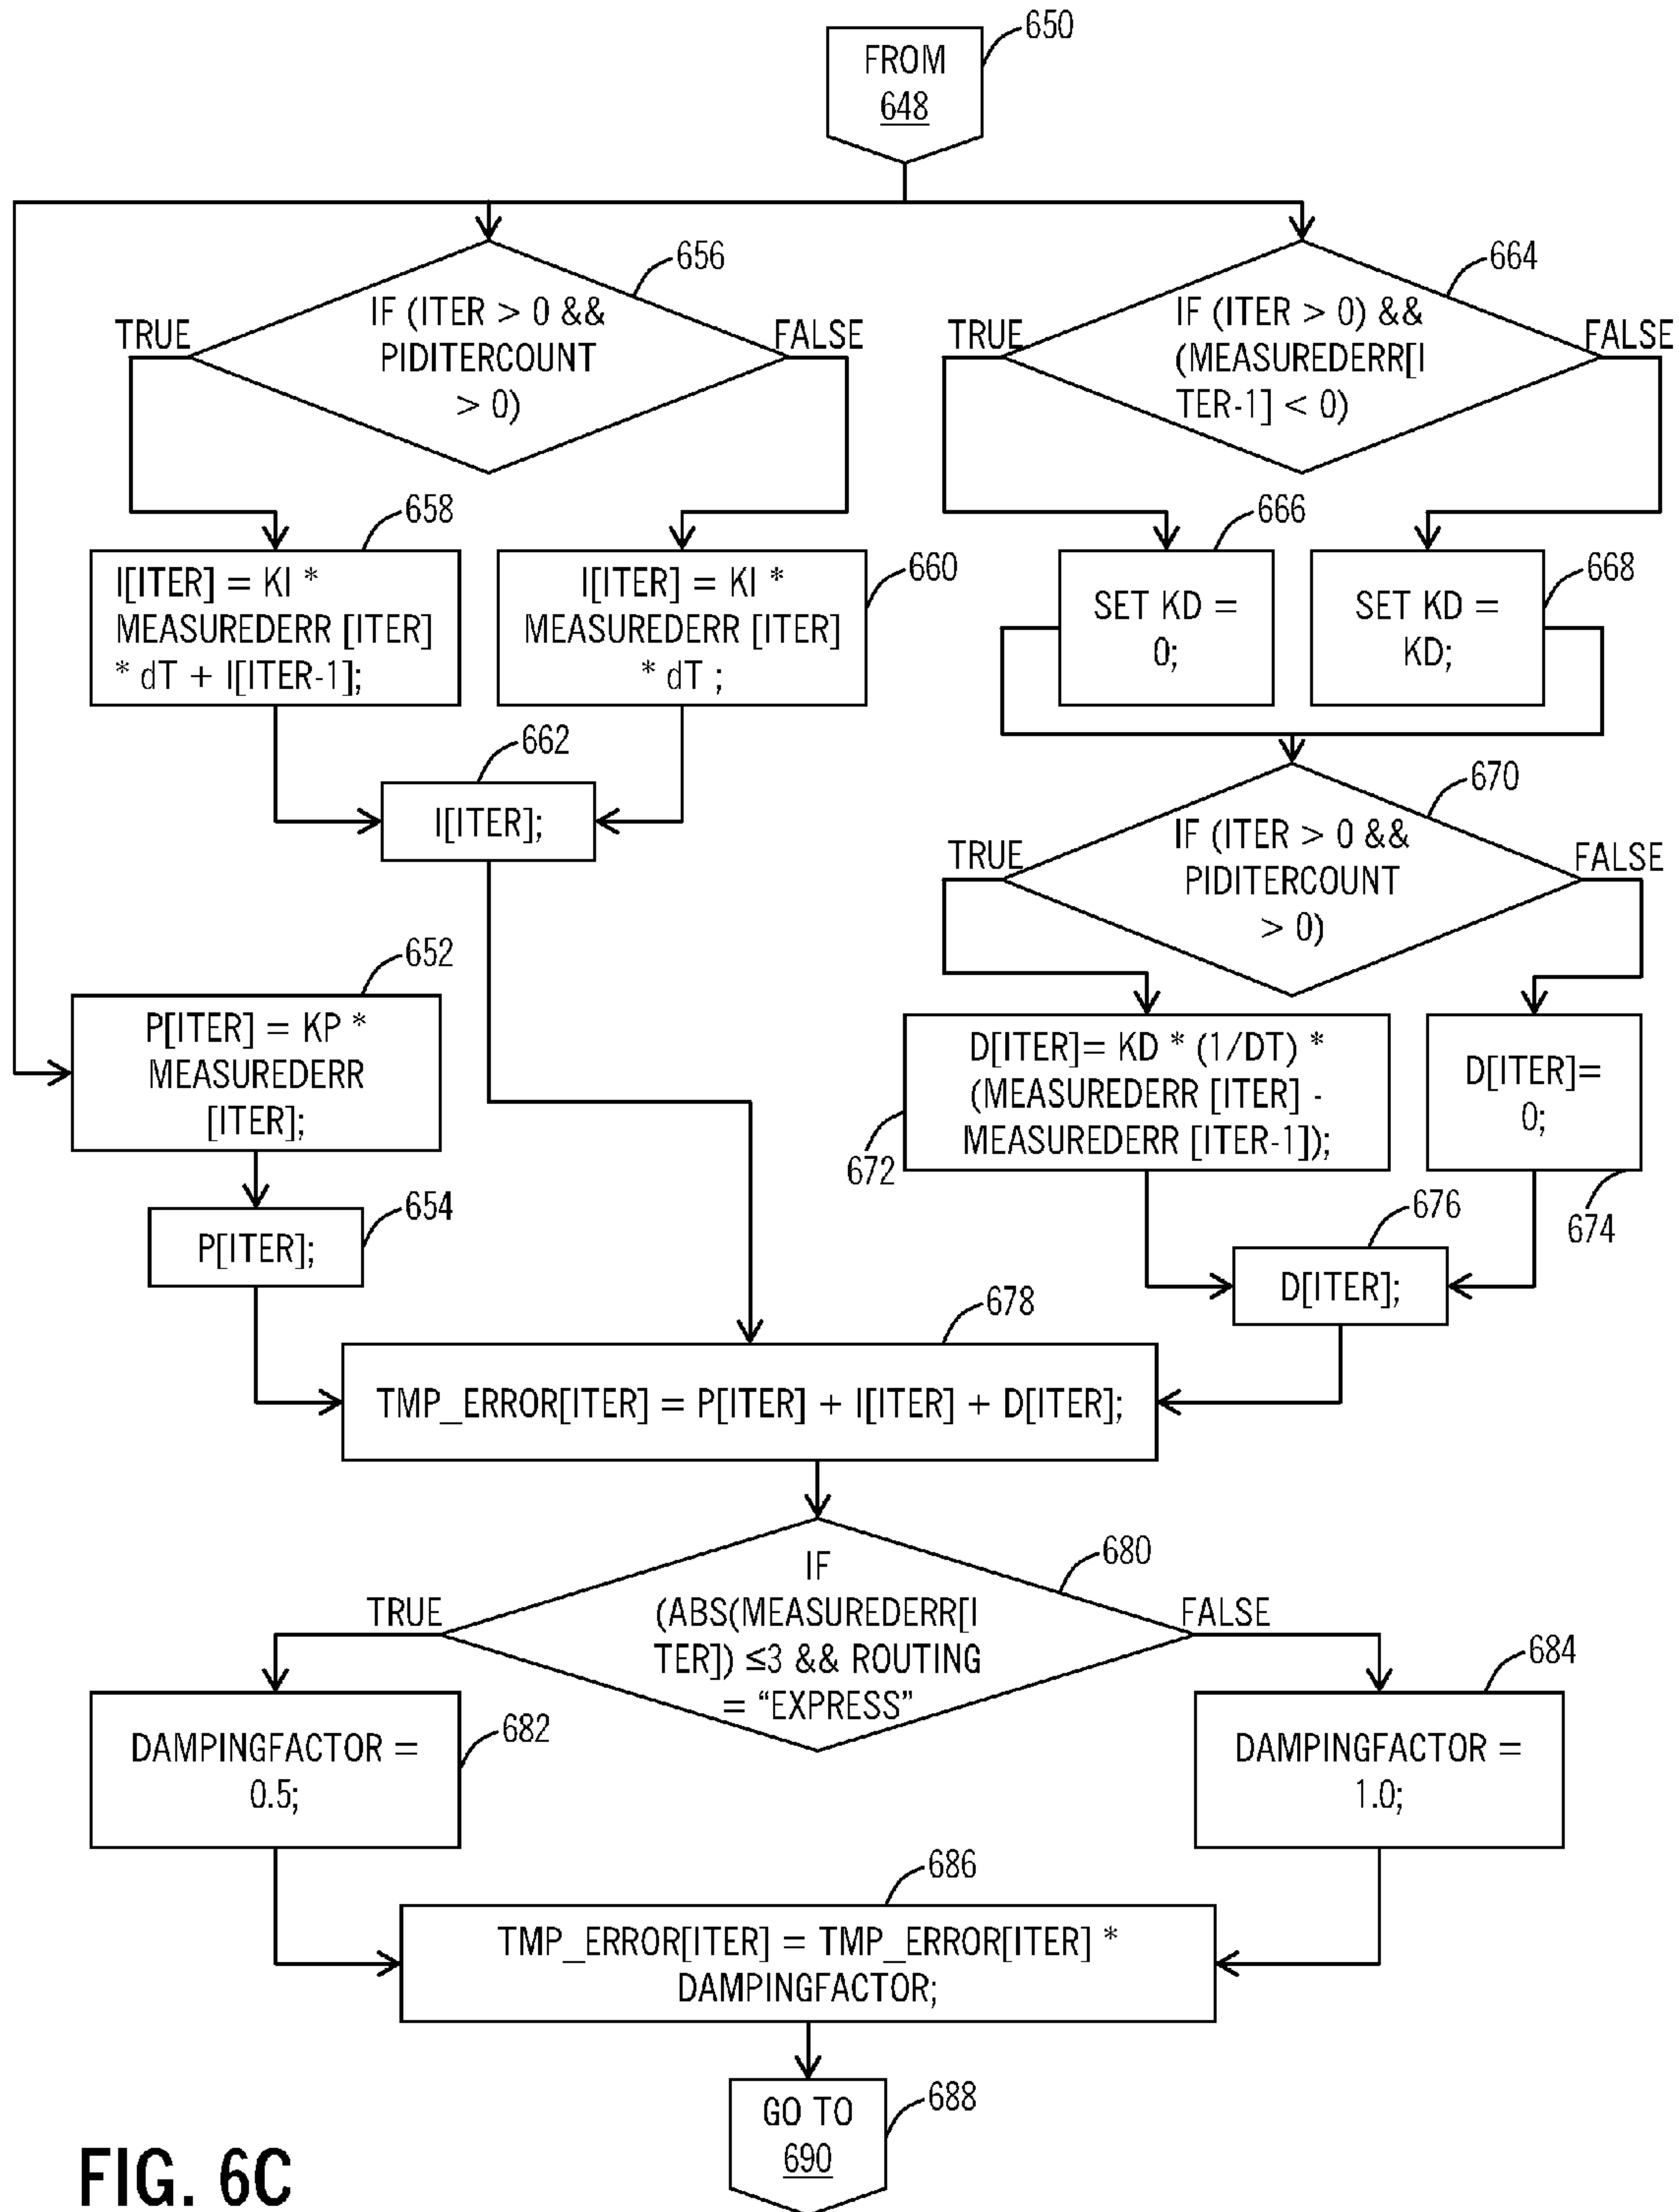 650
FROM
648
656
IF (ITER > 0 &&
PIDITERCOUNT
> 0)
TRUE
FALSE
664
IF (ITER > 0) &&
(MEASUREDERR[I
TER-1] < 0)
TRUE
FALSE
658
I[ITER] = KI *
MEASUREDERR [ITER]
* dT + I[ITER-1];
660
I[ITER] = KI *
MEASUREDERR [ITER]
* dT ;
666
SET KD =
0;
668
SET KD =
KD;
662
I[ITER];
670
IF (ITER > 0 &&
PIDITERCOUNT
> 0)
TRUE
FALSE
652
P[ITER] = KP *
MEASUREDERR
[ITER];
672
D[ITER]= KD * (1/DT) *
(MEASUREDERR [ITER] -
MEASUREDERR [ITER-1]);
D[ITER]=
0;
674
654
P[ITER];
676
D[ITER];
678
TMP_ERROR[ITER] = P[ITER] + I[ITER] + D[ITER];
680
IF
(ABS(MEASUREDERR[I
TER]) ≤3 && ROUTING
= “EXPRESS”
TRUE
FALSE
682
DAMPINGFACTOR =
0.5;
684
DAMPINGFACTOR =
1.0;
686
TMP_ERROR[ITER] = TMP_ERROR[ITER] *
DAMPINGFACTOR;
688
GO TO
690
FIG. 6C